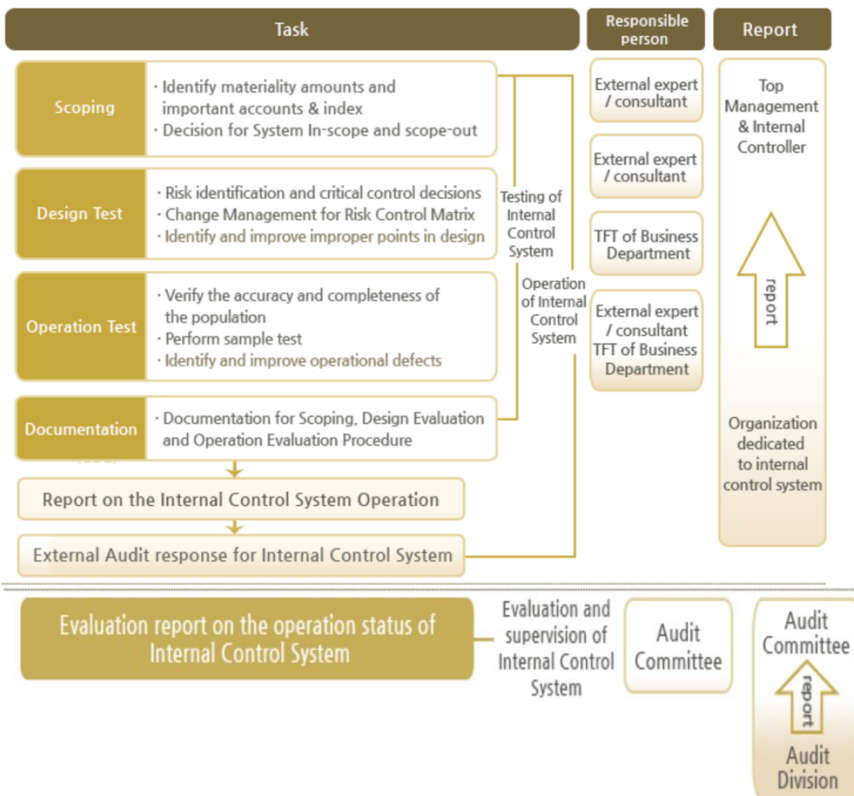 Task
Responsible
person
Report
Scoping
· Identify materiality amounts and
important accounts & index
· Decision for System In-scope and scope-out
External expert
/ consultant
Top
Management
& Internal
Controller
Design Test
· Risk identification and critical control decisions
· Change Management for Risk Control Matrix
· Identify and improve improper points in design
Testing of
Internal
Control
System
External expert
/ consultant
TFT of Business
Department
Operation Test
· Verify the accuracy and completeness of
the population
· Perform sample test
· Identify and improve operational defects
Operation
of Internal
Control
System
External expert
/ consultant
TFT of Business
Department
report
Documentation
· Documentation for Scoping, Design Evaluation
and Operation Evaluation Procedure
Organization
dedicated
to internal
control system
Report on the Internal Control System Operation
External Audit response for Internal Control System
Evaluation report on the operation status of
Internal Control System
Evaluation and
supervision of
Internal Control
System
Audit
Committee
Audit
Committee
report
Audit
Division